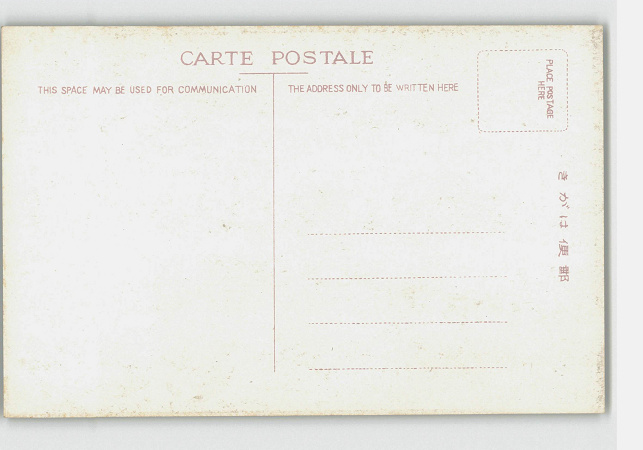 CARTE POSTALE
THIS SPACE MAY BE USED FOR COMMUNICATION
THE ADDRESS ONLY TO BE WRITTEN HERE
PLACE POSTAGE
HERE
きがは便郵